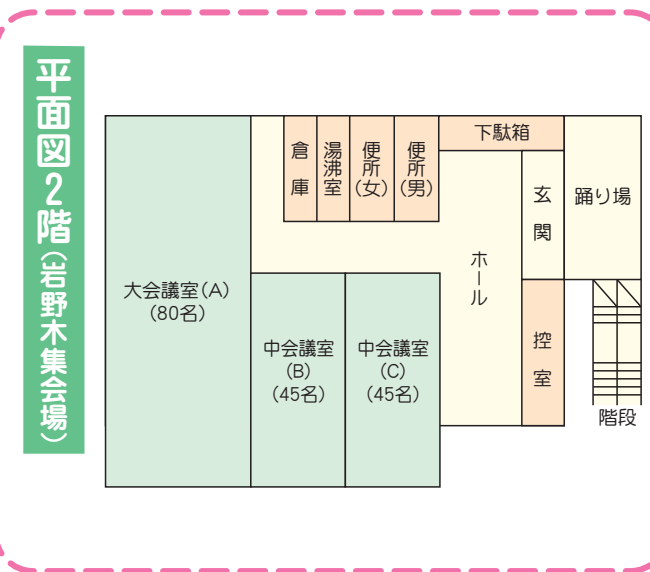 平面図2階(岩野木集会場)
大会議室(A)
(80名)
倉庫
湯沸室
便所(女)
便所(男)
下駄箱
玄関
踊り場
ホール
中会議室
(B)
(45名)
中会議室
(C)
(45名)
控室
階段